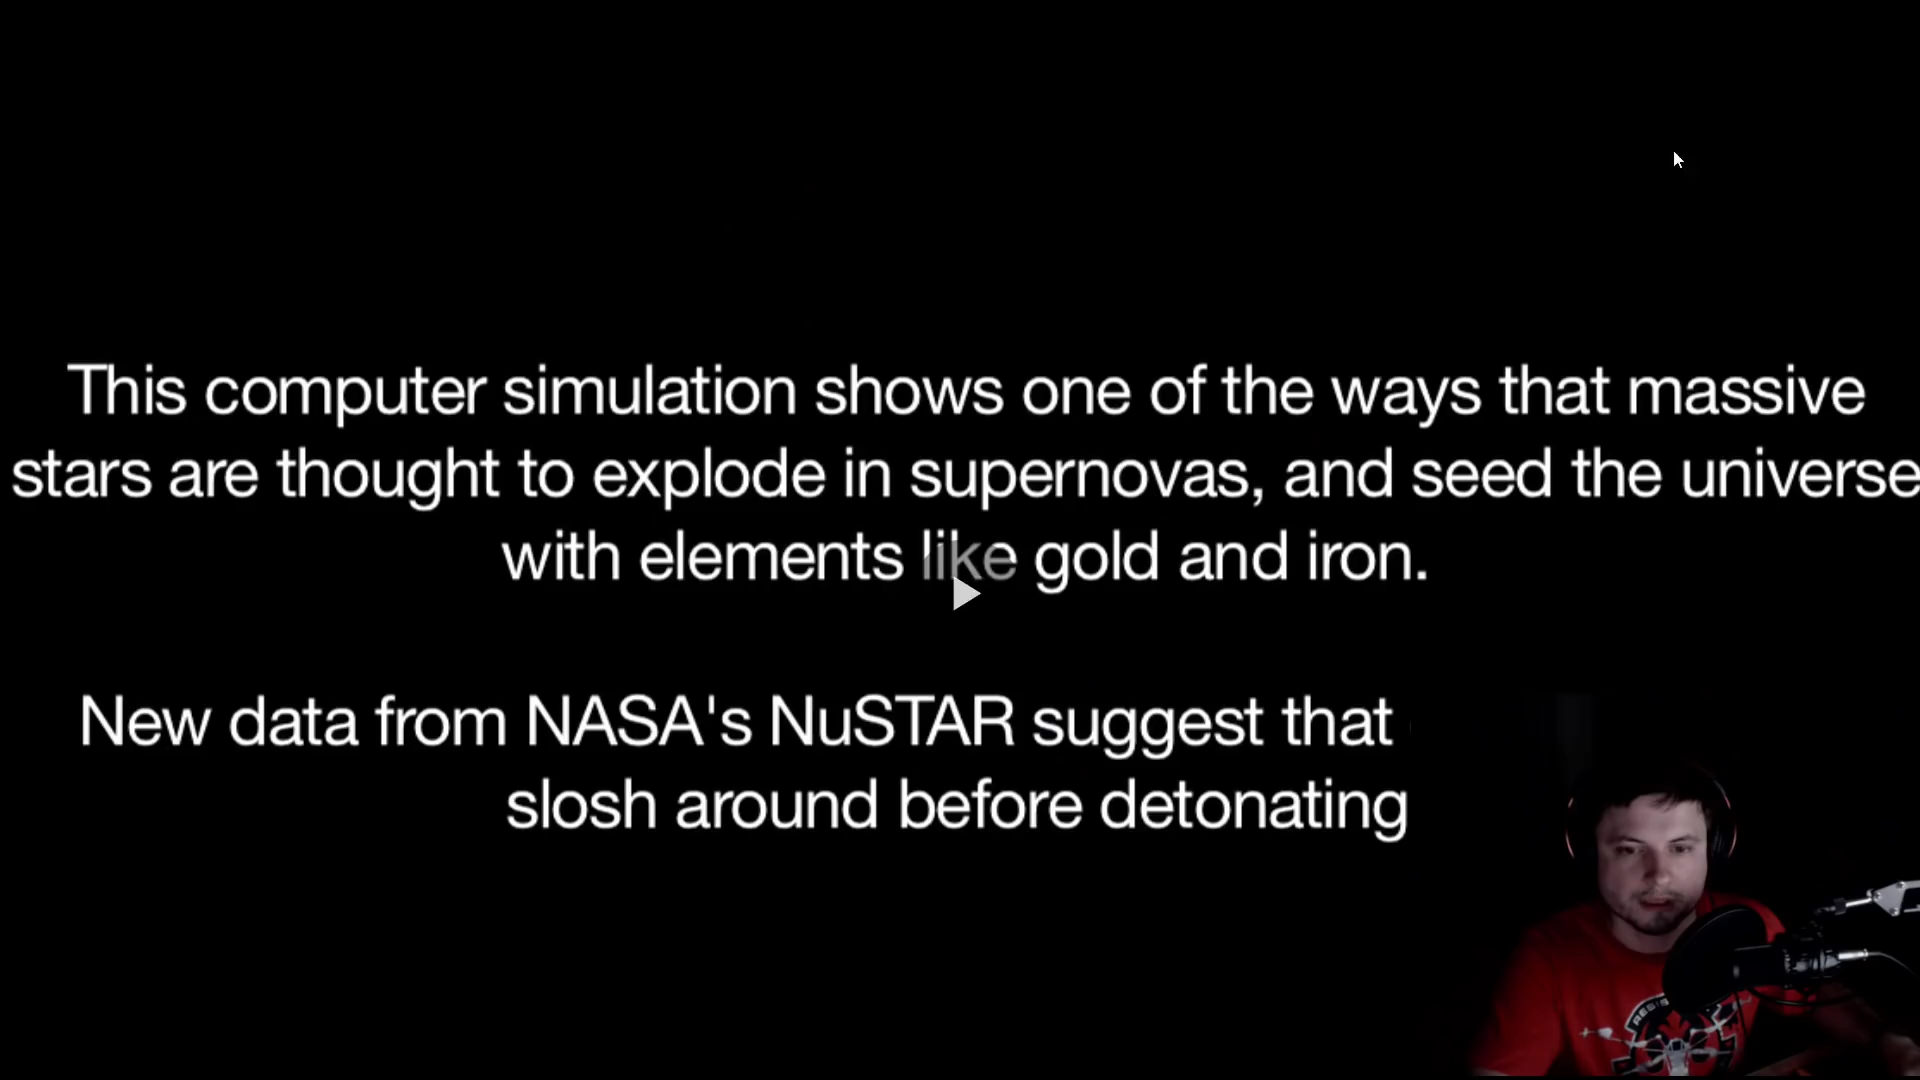 This computer simulation shows one of the ways that massive
stars are thought to explode in supernovas, and seed the universe
with elements like gold and iron.
New data from NASA's NuSTAR suggest that
slosh around before detonating